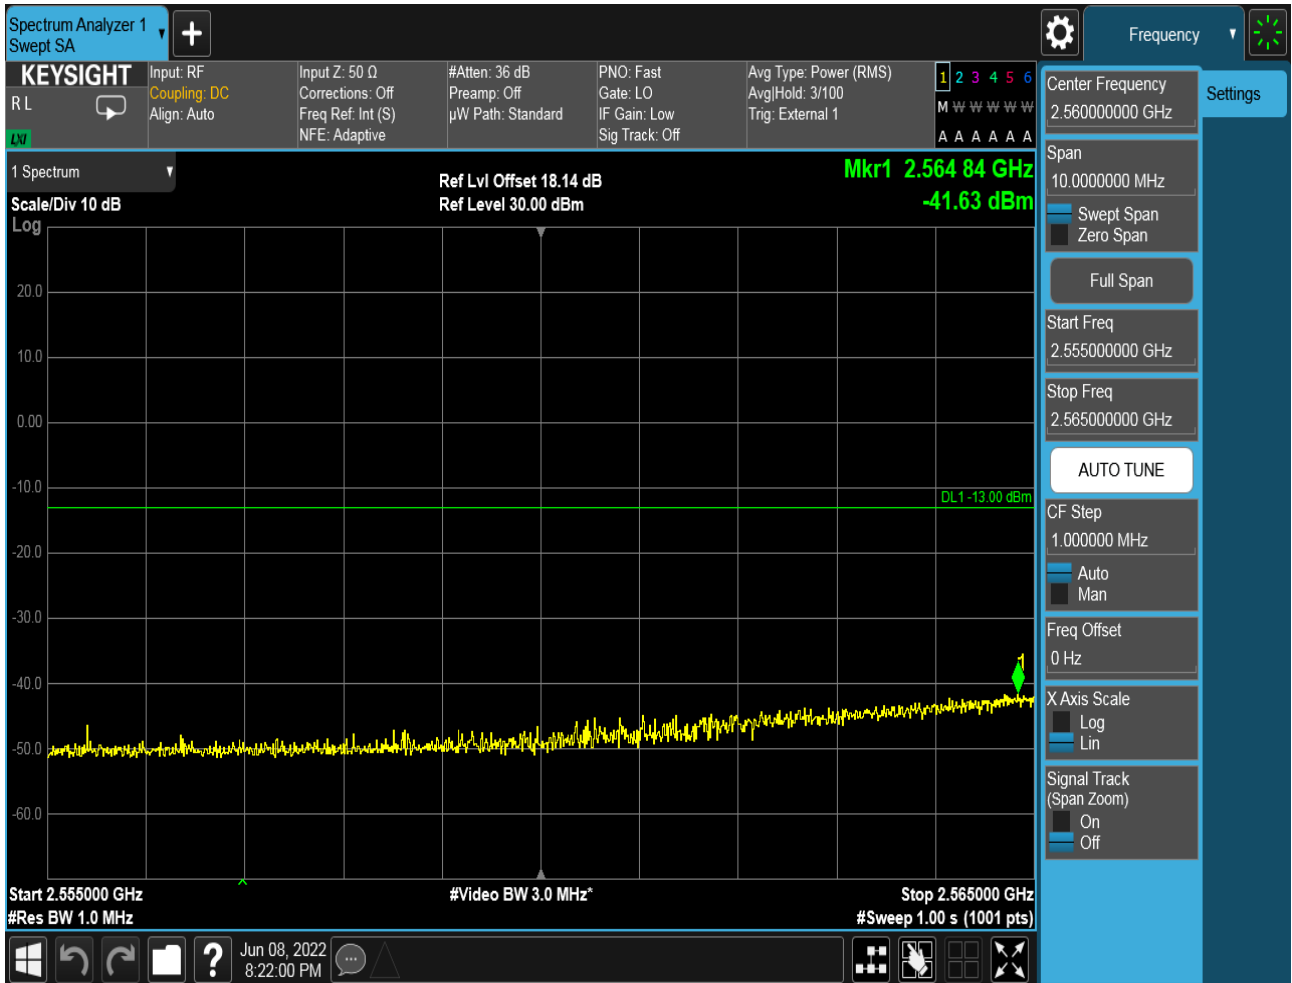 Spectrum Analyzer 1
Swept SA
Frequency
KEYSIGHT
R L
LXI
Input: RF
Coupling: DC
Align: Auto
Input Z: 50 Ω
Corrections: Off
Freq Ref: Int (S)
NFE: Adaptive
#Atten: 36 dB
Preamp: Off
µW Path: Standard
PNO: Fast
Gate: LO
IF Gain: Low
Sig Track: Off
Avg Type: Power (RMS)
Avg|Hold: 3/100
Trig: External 1
1 2 3 4 5 6
M W W W W W
A A A A A A
1 Spectrum
Scale/Div 10 dB
Log
Ref Lvl Offset 18.14 dB
Ref Level 30.00 dBm
Mkr1 2.564 84 GHz
-41.63 dBm
20.0
10.0
0.00
-10.0
-20.0
-30.0
-40.0
-50.0
-60.0
DL1 -13.00 dBm
1
Start 2.555000 GHz
#Res BW 1.0 MHz
#Video BW 3.0 MHz*
Stop 2.565000 GHz
#Sweep 1.00 s (1001 pts)
Jun 08, 2022
8:22:00 PM
Center Frequency
2.560000000 GHz
Settings
Span
10.0000000 MHz
Swept Span
Zero Span
Full Span
Start Freq
2.555000000 GHz
Stop Freq
2.565000000 GHz
AUTO TUNE
CF Step
1.000000 MHz
Auto
Man
Freq Offset
0 Hz
X Axis Scale
Log
Lin
Signal Track
(Span Zoom)
On
Off